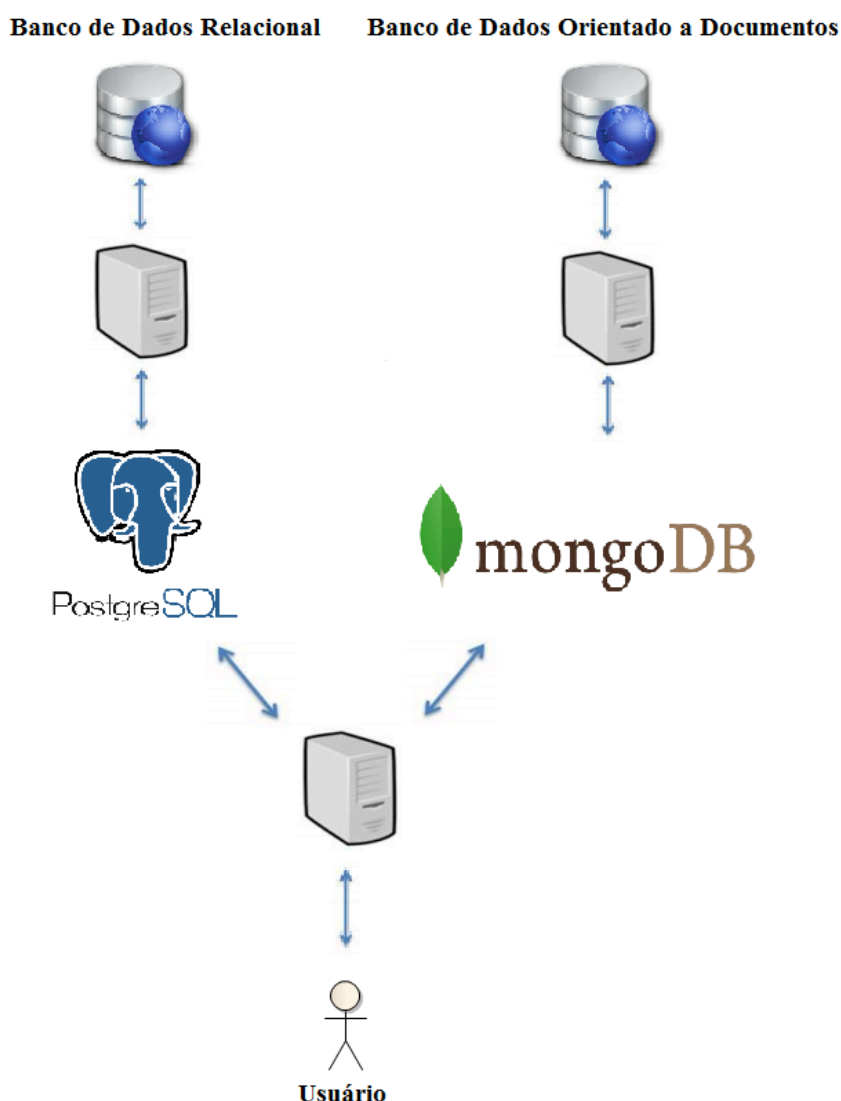 Banco de Dados Relacional
Banco de Dados Orientado a Documentos
PostgreSQL
mongoDB
Usuário